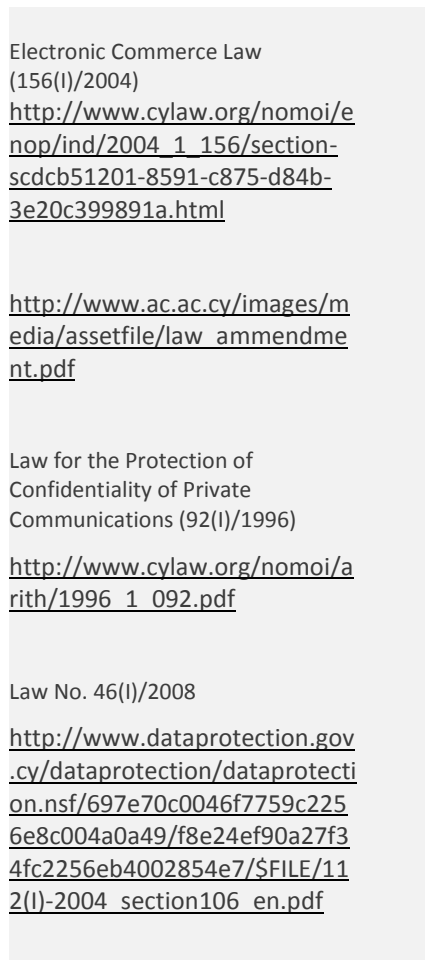 Electronic Commerce Law
(156(I)/2004)
http://www.cylaw.org/nomoi/e
nop/ind/2004_1_156/section-
scdcb51201-8591-c875-d84b-
3e20c399891a.html
http://www.ac.ac.cy/images/m
edia/assetfile/law_ammendme
nt.pdf
Law for the Protection of
Confidentiality of Private
Communications (92(I)/1996)
http://www.cylaw.org/nomoi/a
rith/1996_1_092.pdf
Law No. 46(I)/2008
http://www.dataprotection.gov
.cy/dataprotection/dataprotecti
on.nsf/697e70c0046f7759c225
6e8c004a0a49/f8e24ef90a27f3
4fc2256eb4002854e7/$FILE/11
2(I)-2004_section106_en.pdf